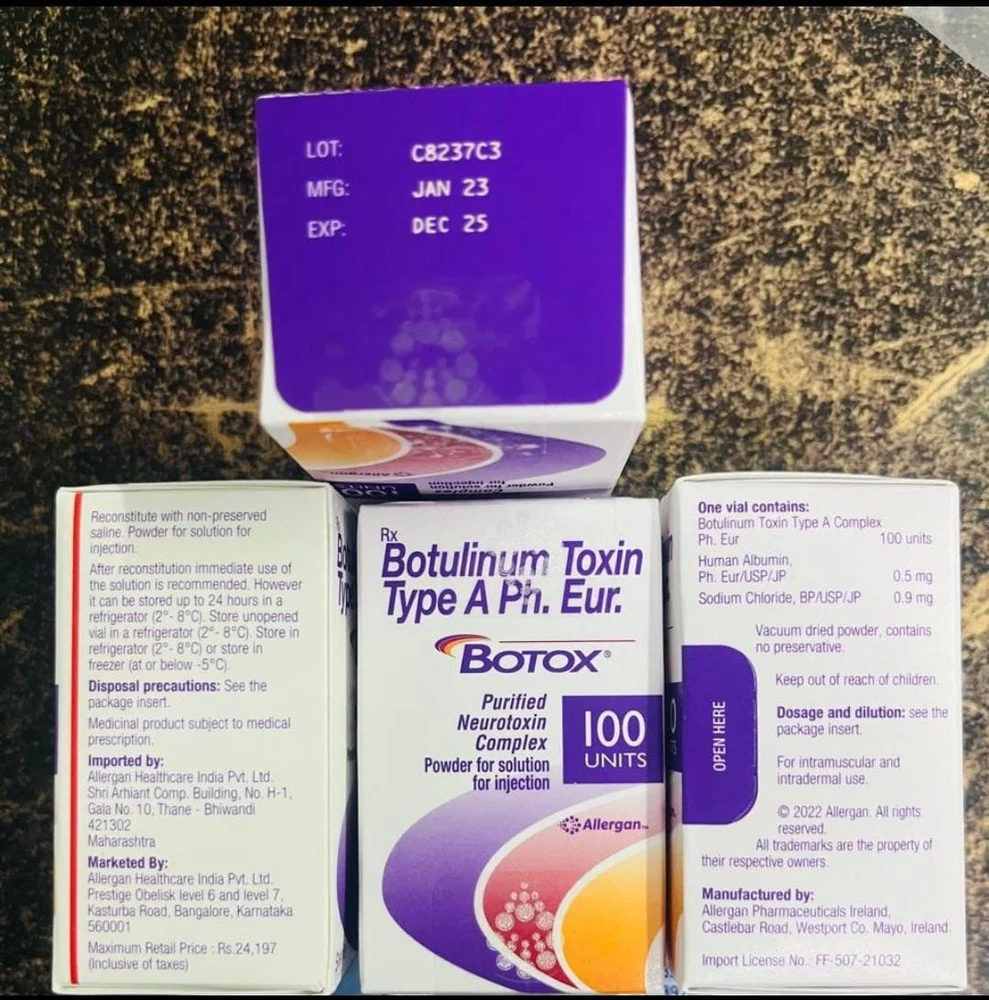 LOT: C8237C3
MFG: JAN 23
EXP: DEC 25
Allergan
100
UNITS
Complex
Powder for solution
for injection
Reconstitute with non-preserved
saline. Powder for solution for
injection.
After reconstitution immediate use of
the solution is recommended. However
it can be stored up to 24 hours in a
refrigerator (2°- 8°C). Store unopened
vial in a refrigerator (2°- 8°C). Store in
refrigerator (2°- 8°C) or store in
freezer (at or below -5°C).
Disposal precautions: See the
package insert.
Medicinal product subject to medical
prescription.
Imported by:
Allergan Healthcare India Pvt. Ltd.
Shri Arhiant Comp. Building, No. H-1,
Gala No. 10, Thane - Bhiwandi
421302
Maharashtra
Marketed By:
Allergan Healthcare India Pvt. Ltd.
Prestige Obelisk level 6 and level 7,
Kasturba Road, Bangalore, Karnataka
560001
Maximum Retail Price : Rs.24,197
(Inclusive of taxes)
Rx
Botulinum Toxin
Type A Ph. Eur.
BOTOX®
Purified
Neurotoxin
Complex
Powder for solution
for injection
100
UNITS
Allergan™
One vial contains:
Botulinum Toxin Type A Complex
Ph. Eur 100 units
Human Albumin,
Ph. Eur/USP/JP 0.5 mg
Sodium Chloride, BP/USP/JP 0.9 mg
Vacuum dried powder, contains
no preservative.
Keep out of reach of children.
OPEN HERE
Dosage and dilution: see the
package insert.
For intramuscular and
intradermal use.
© 2022 Allergan. All rights
reserved.
All trademarks are the property of
their respective owners.
Manufactured by:
Allergan Pharmaceuticals Ireland,
Castlebar Road, Westport Co. Mayo, Ireland.
Import License No.: FF-507-21032